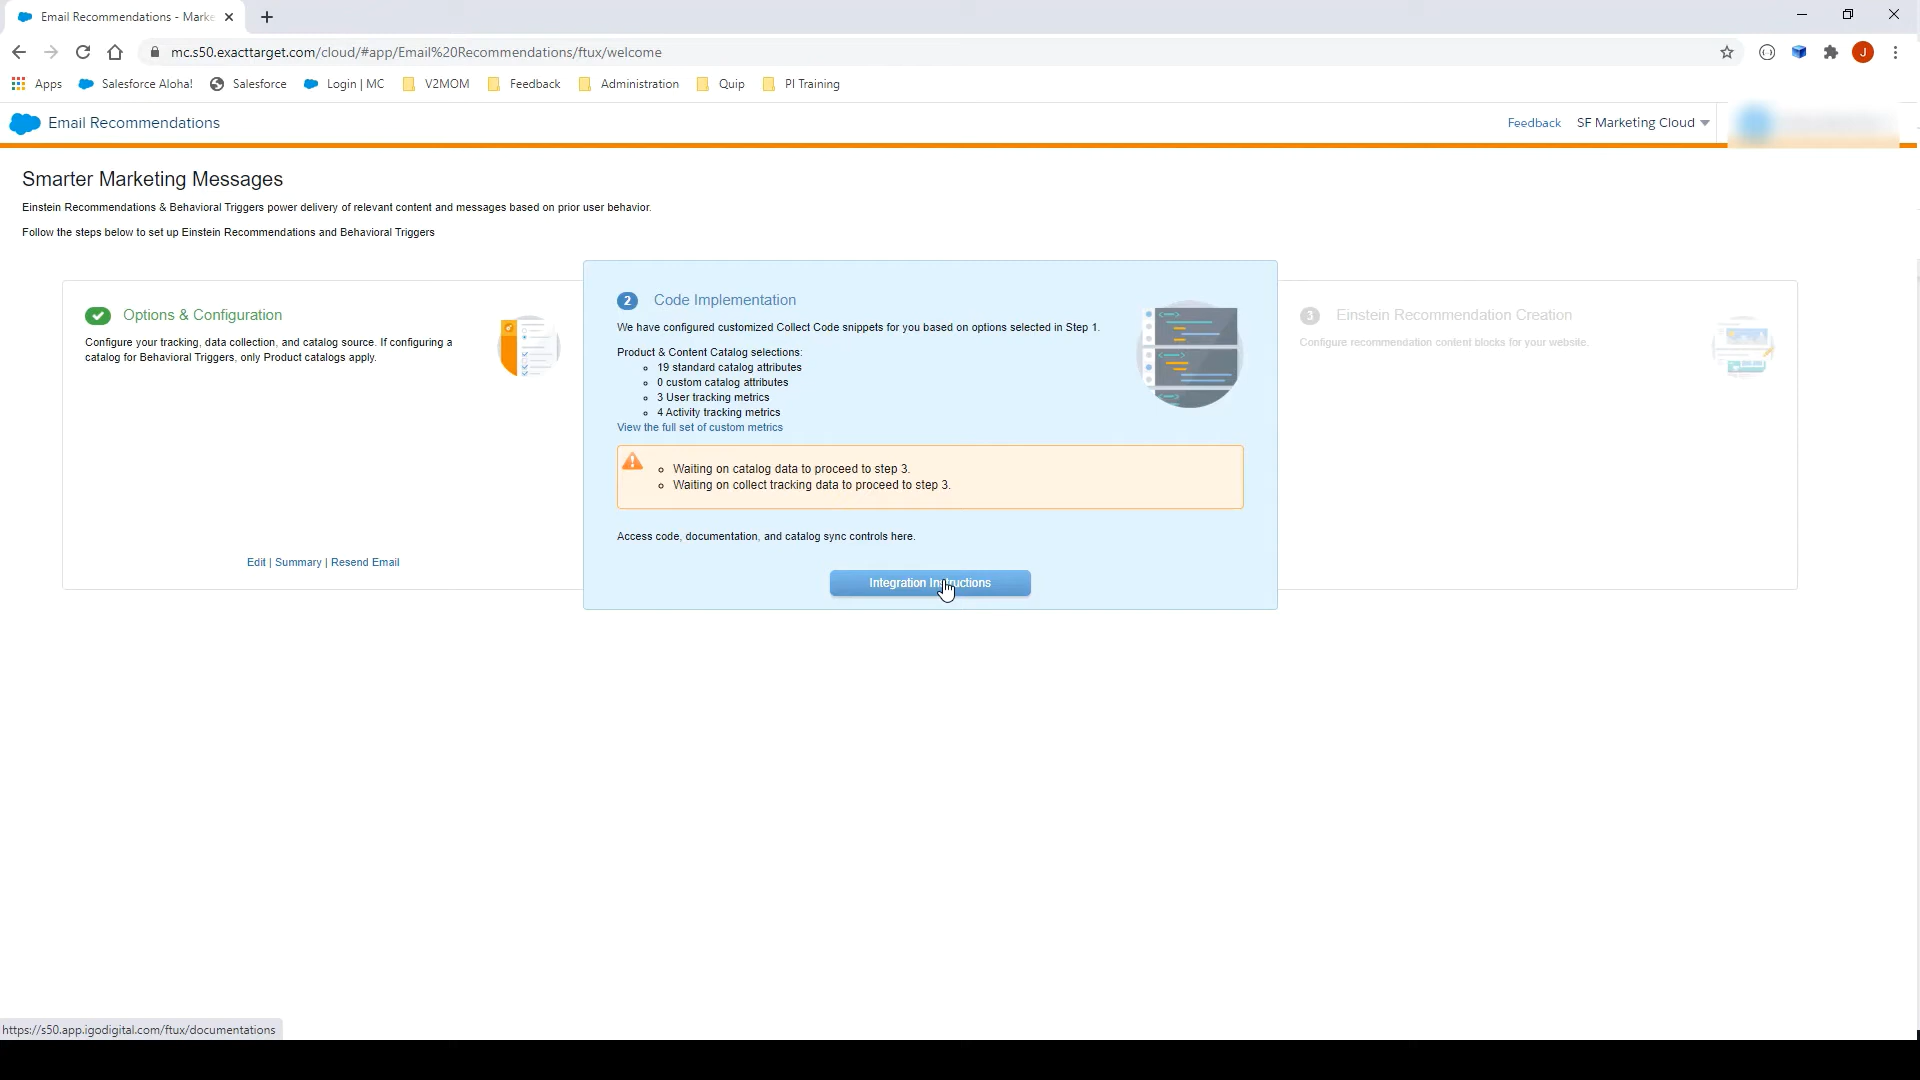 Email Recommendations - Marke
mc.s50.exacttarget.com/cloud/#app/Email%20Recommendations/ftux/welcome
J
Apps Salesforce Aloha! Salesforce Login | MC V2MOM Feedback Administration Quip PI Training
Email Recommendations
Feedback SF Marketing Cloud
Smarter Marketing Messages
Einstein Recommendations & Behavioral Triggers power delivery of relevant content and messages based on prior user behavior.
Follow the steps below to set up Einstein Recommendations and Behavioral Triggers
Options & Configuration
Configure your tracking, data collection, and catalog source. If configuring a
catalog for Behavioral Triggers, only Product catalogs apply.
Edit | Summary | Resend Email
2 Code Implementation
We have configured customized Collect Code snippets for you based on options selected in Step 1.
Product & Content Catalog selections:
19 standard catalog attributes
0 custom catalog attributes
3 User tracking metrics
4 Activity tracking metrics
View the full set of custom metrics
Waiting on catalog data to proceed to step 3.
Waiting on collect tracking data to proceed to step 3.
Access code, documentation, and catalog sync controls here.
Integration Instructions
3 Einstein Recommendation Creation
Configure recommendation content blocks for your website.
https://s50.app.igodigital.com/ftux/documentations